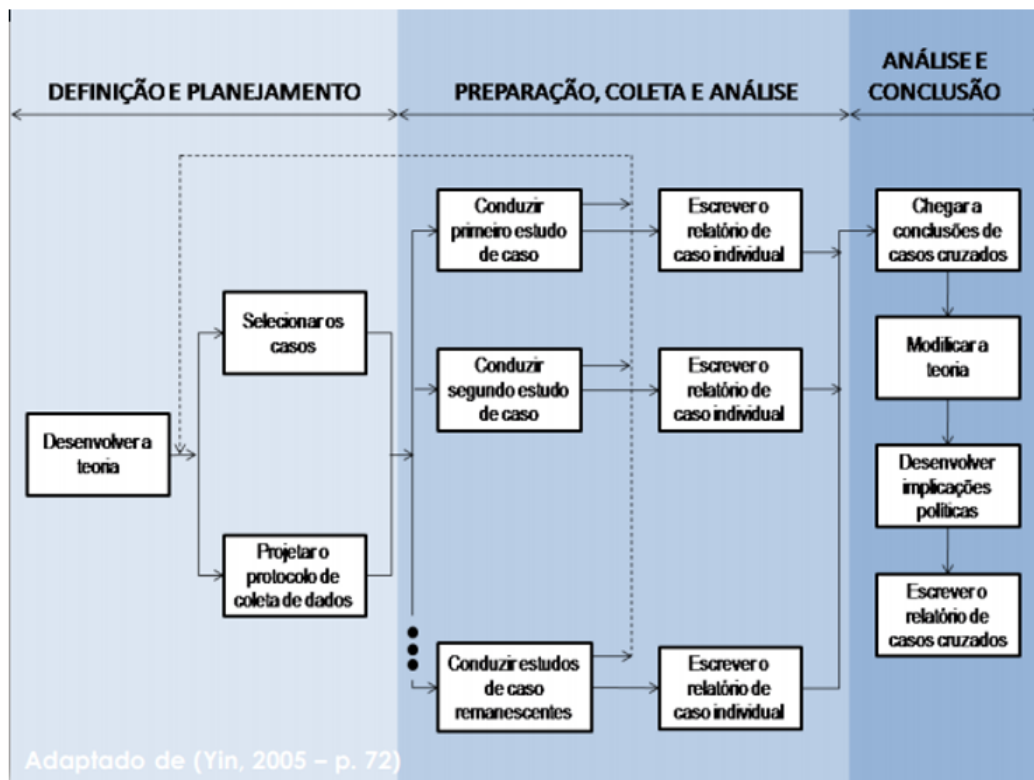 DEFINIÇÃO E PLANEJAMENTO
PREPARAÇÃO, COLETA E ANÁLISE
ANÁLISE E
CONCLUSÃO
Desenvolver a
teoria
Selecionar os
casos
Projetar o
protocolo de
coleta de dados
Conduzir
primeiro estudo
de caso
Escrever o
relatório de
caso individual
Conduzir
segundo estudo
de caso
Escrever o
relatório de
caso individual
Conduzir estudos
de caso
remanescentes
Escrever o
relatório de
caso individual
Chegar a
conclusões de
casos cruzados
Modificar a
teoria
Desenvolver
implicações
políticas
Escrever o
relatório de
casos cruzados
Adaptado de (Yin, 2005 – p. 72)